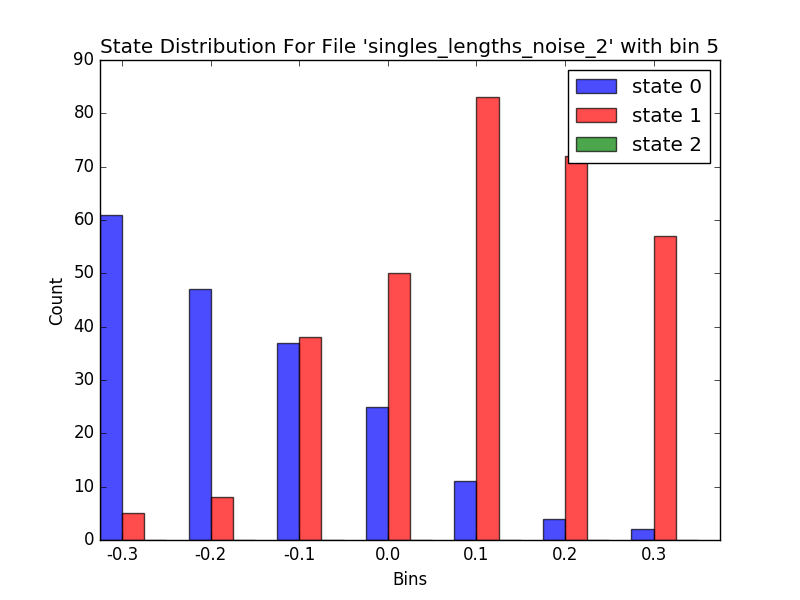 State Distribution For File 'singles_lengths_noise_2' with bin 5
state 0
state 1
state 2
90
80
70
60
50
40
30
20
10
0
Count
-0.3 -0.2 -0.1 0.0 0.1 0.2 0.3
Bins